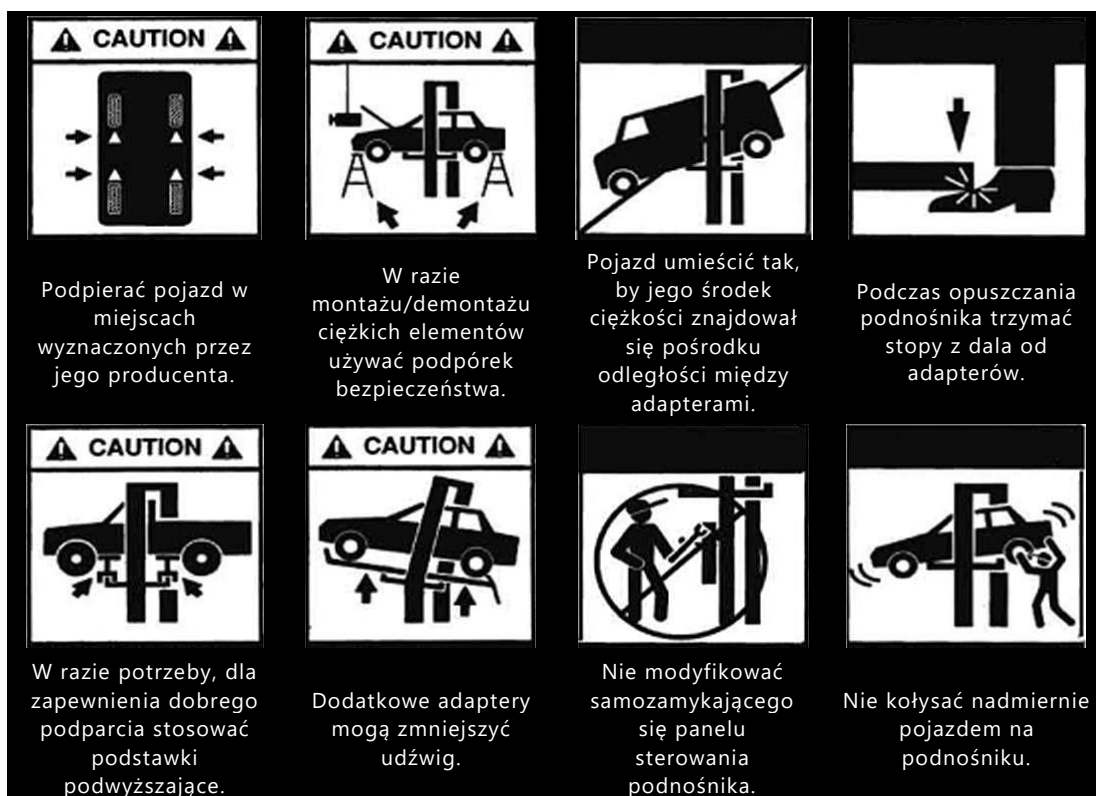 CAUTION
CAUTION
Podpierać pojazd w
miejscach
wyznaczonych przez
jego producenta.
W razie
montażu/demontażu
ciężkich elementów
używać podpórek
bezpieczeństwa.
Pojazd umieścić tak,
by jego środek
ciężkości znajdował
się pośrodku
odległości między
adapterami.
Podczas opuszczania
podnośnika trzymać
stopy z dala od
adapterów.
CAUTION
CAUTION
W razie potrzeby, dla
zapewnienia dobrego
podparcia stosować
podstawki
podwyższające.
Dodatkowe adaptery
mogą zmniejszyć
udźwig.
Nie modyfikować
samozamykającego
się panelu
sterowania
podnośnika.
Nie kołysać nadmiernie
pojazdem na
podnośniku.